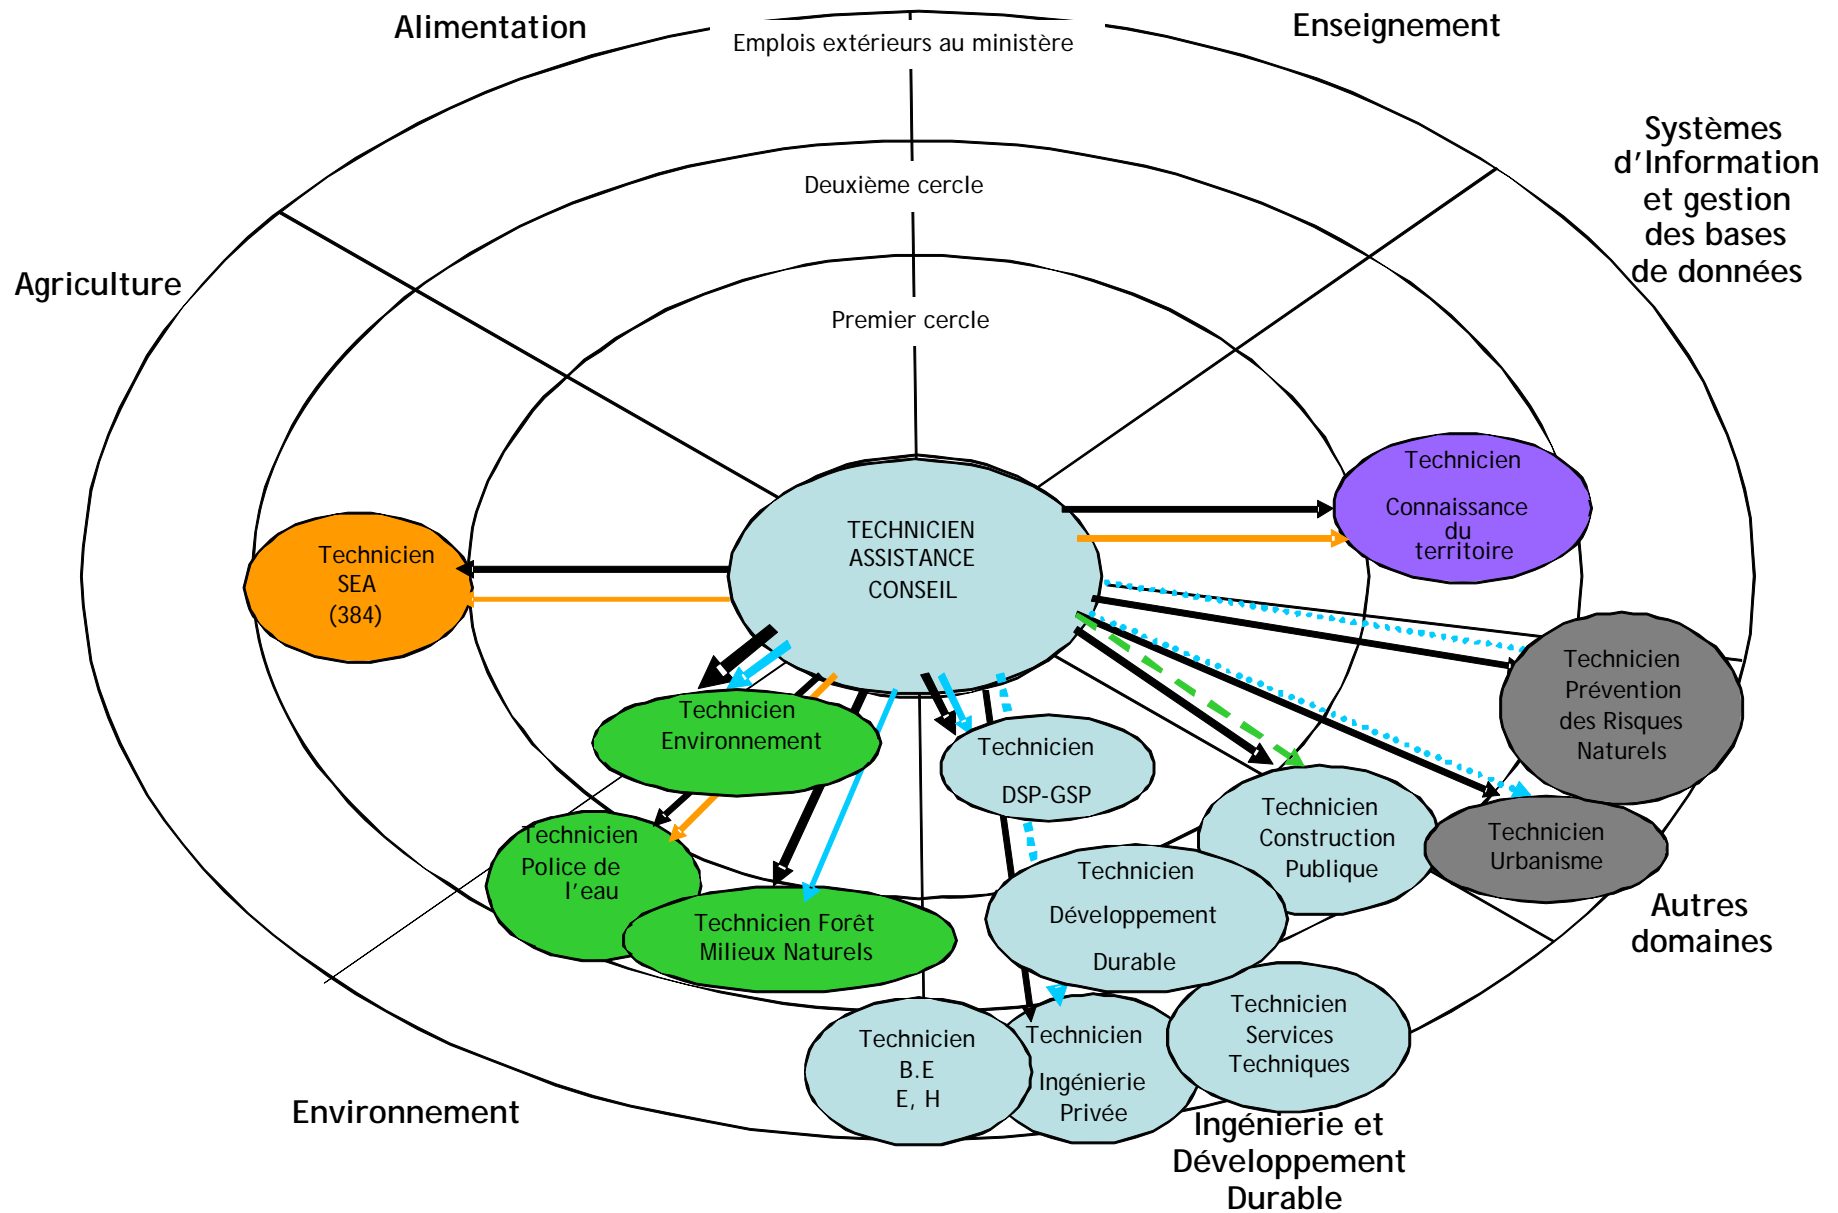 Alimentation
Enseignement
Emplois extérieurs au ministère
Systèmes
d'Information
et gestion
des bases
de données
Deuxième cercle
Agriculture
Premier cercle
Technicien
Connaissance
du
territoire
TECHNICIEN
ASSISTANCE
CONSEIL
Technicien
SEA
(384)
Technicien
Prévention
des Risques
Naturels
Technicien
Environnement
Technicien
DSP-GSP
Technicien
Construction
Publique
Technicien
Urbanisme
Technicien
Police de
l'eau
Technicien
Développement
Durable
Technicien Forêt
Milieux Naturels
Autres
domaines
Technicien
Services
Techniques
Technicien
B.E
E, H
Technicien
Ingénierie
Privée
Environnement
Ingénierie et
Développement
Durable